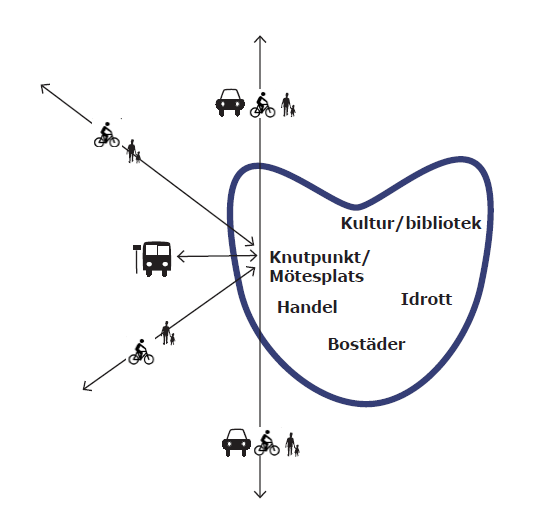 Kultur/bibliotek
Knutpunkt/
Mötesplats
Idrott
Handel
Bostäder